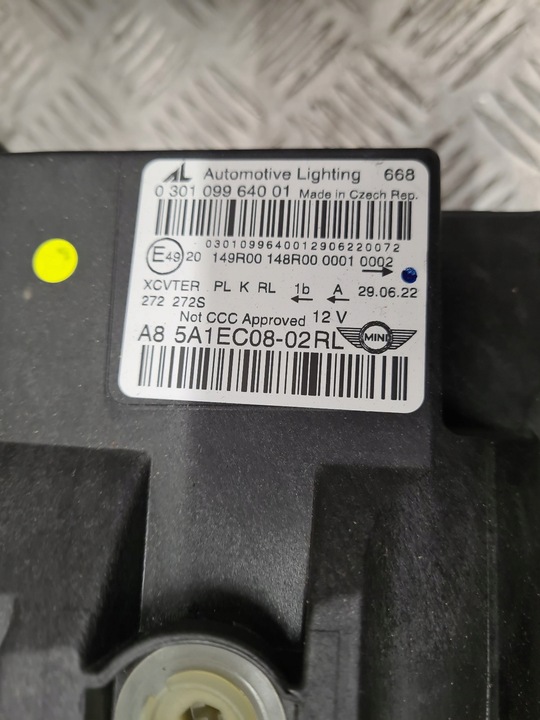 AL Automotive Lighting 668
0 301 099 640 01 Made in Czech Rep.
0301099640012906220072
E49 20 149R00 148R00 0001 0002
XCVTER PL K RL 1b A 29.06.22
272 272S
Not CCC Approved 12 V
A8 5A1EC08-02RL MINI